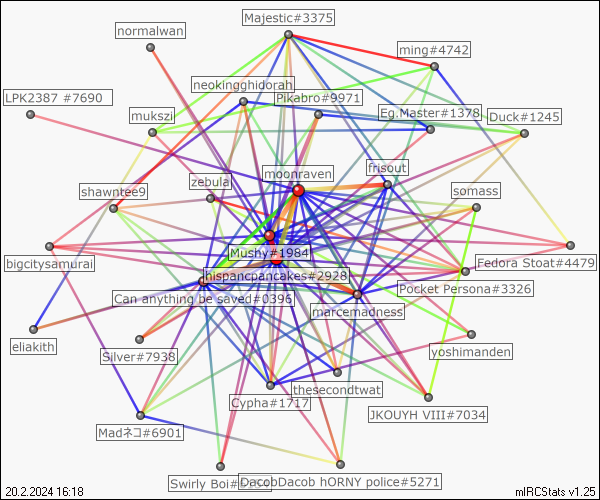 Majestic#3375
normalwan
ming#4742
neokingghidorah
LPK2387 #7690
Pikabro#9971
Eg.Master#1378
mukszi
Duck#1245
moonraven
frisout
zebula
shawntee9
somass
Mushy#1984
bigcitysamurai
Fedora Stoat#4479
hispancpancakes#2928
Pocket Persona#3326
Can anything be saved#0396
marcemadness
eliakith
Silver#7938
yoshimanden
thesecondtwat
Cypha#1717
JKOUYH VIII#7034
Madネコ#6901
Swirly Boi
DacobDacob hORNY police#5271
20.2.2024 16:18
mIRCStats v1.25